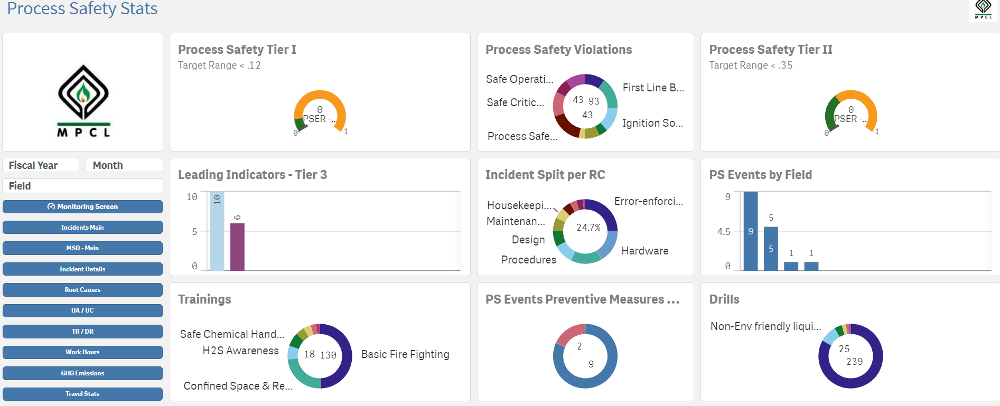 Process Safety Stats
MPCL
MPCL
Fiscal Year
Month
Field
Monitoring Screen
Incidents Main
MSD - Main
Incident Details
Root Causes
UA / UC
TR / DR
Work Hours
GHG Emissions
Travel Stats
Process Safety Tier I
Target Range < .12
0
PSER -...
0
1
Process Safety Violations
Safe Operati...
First Line B...
Safe Critic...
43
93
43
Ignition So...
Process Safe...
Process Safety Tier II
Target Range < .35
0
PSER -...
0
1
Leading Indicators - Tier 3
10
10
6
5
0
Incident Split per RC
Error-enforci...
Housekeepi...
Maintenan...
24.7%
Design
Hardware
Procedures
PS Events by Field
9
5
4.5
9
5
1
1
0
Trainings
Safe Chemical Hand...
H2S Awareness
18
130
Basic Fire Fighting
Confined Space & Re...
PS Events Preventive Measures ...
2
9
Drills
Non-Env friendly liqui...
25
239